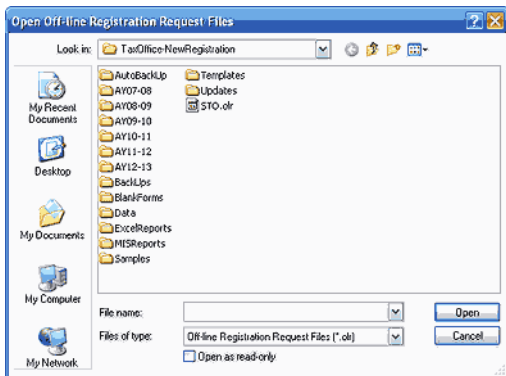 Open Off-line Registration Request Files
Look in:
TaxOffice-NewRegistration
My Recent
Documents
Desktop
My Documents
My Computer
My Network
AutoBackUp
AY07-08
AY08-09
AY09-10
AY10-11
AY11-12
AY12-13
BackUps
BlankForms
Data
ExcelReports
MISReports
Samples
Templates
Updates
STO.olr
File name:
Open
Files of type:
Off-line Registration Request Files (*.olr)
Cancel
Open as read-only